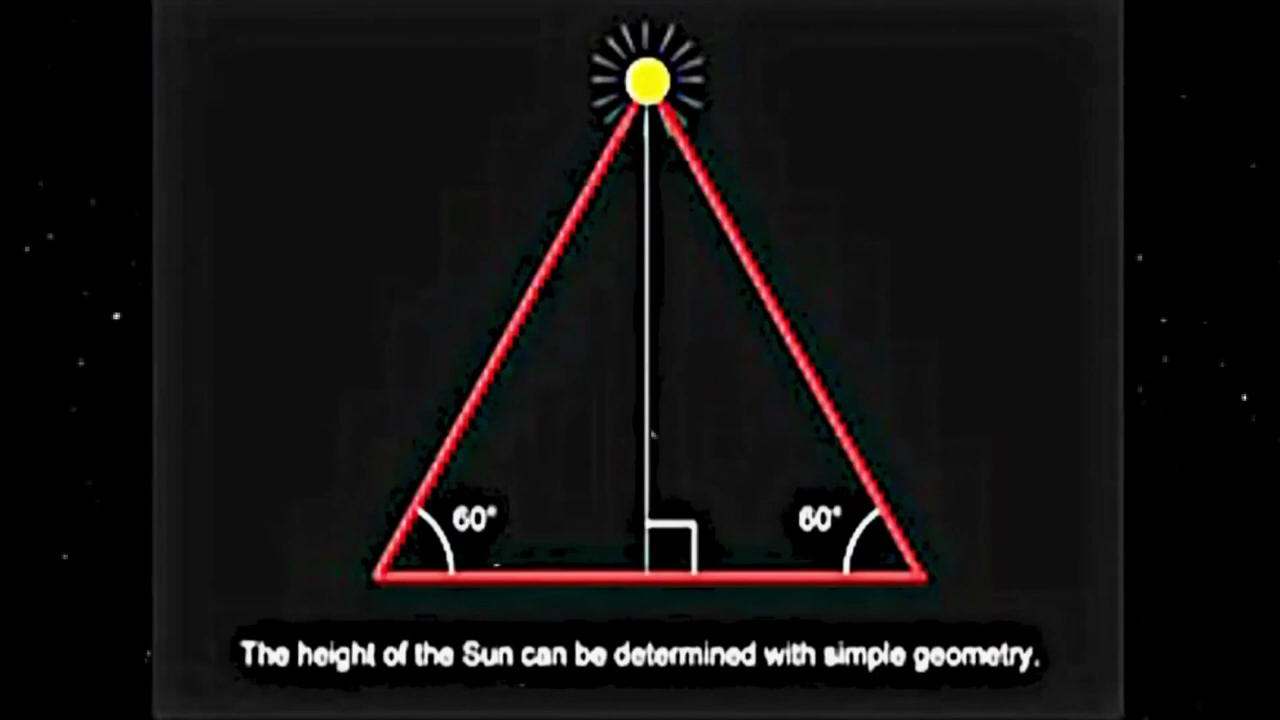 60° 60°
The height of the Sun can be determined with simple geometry.